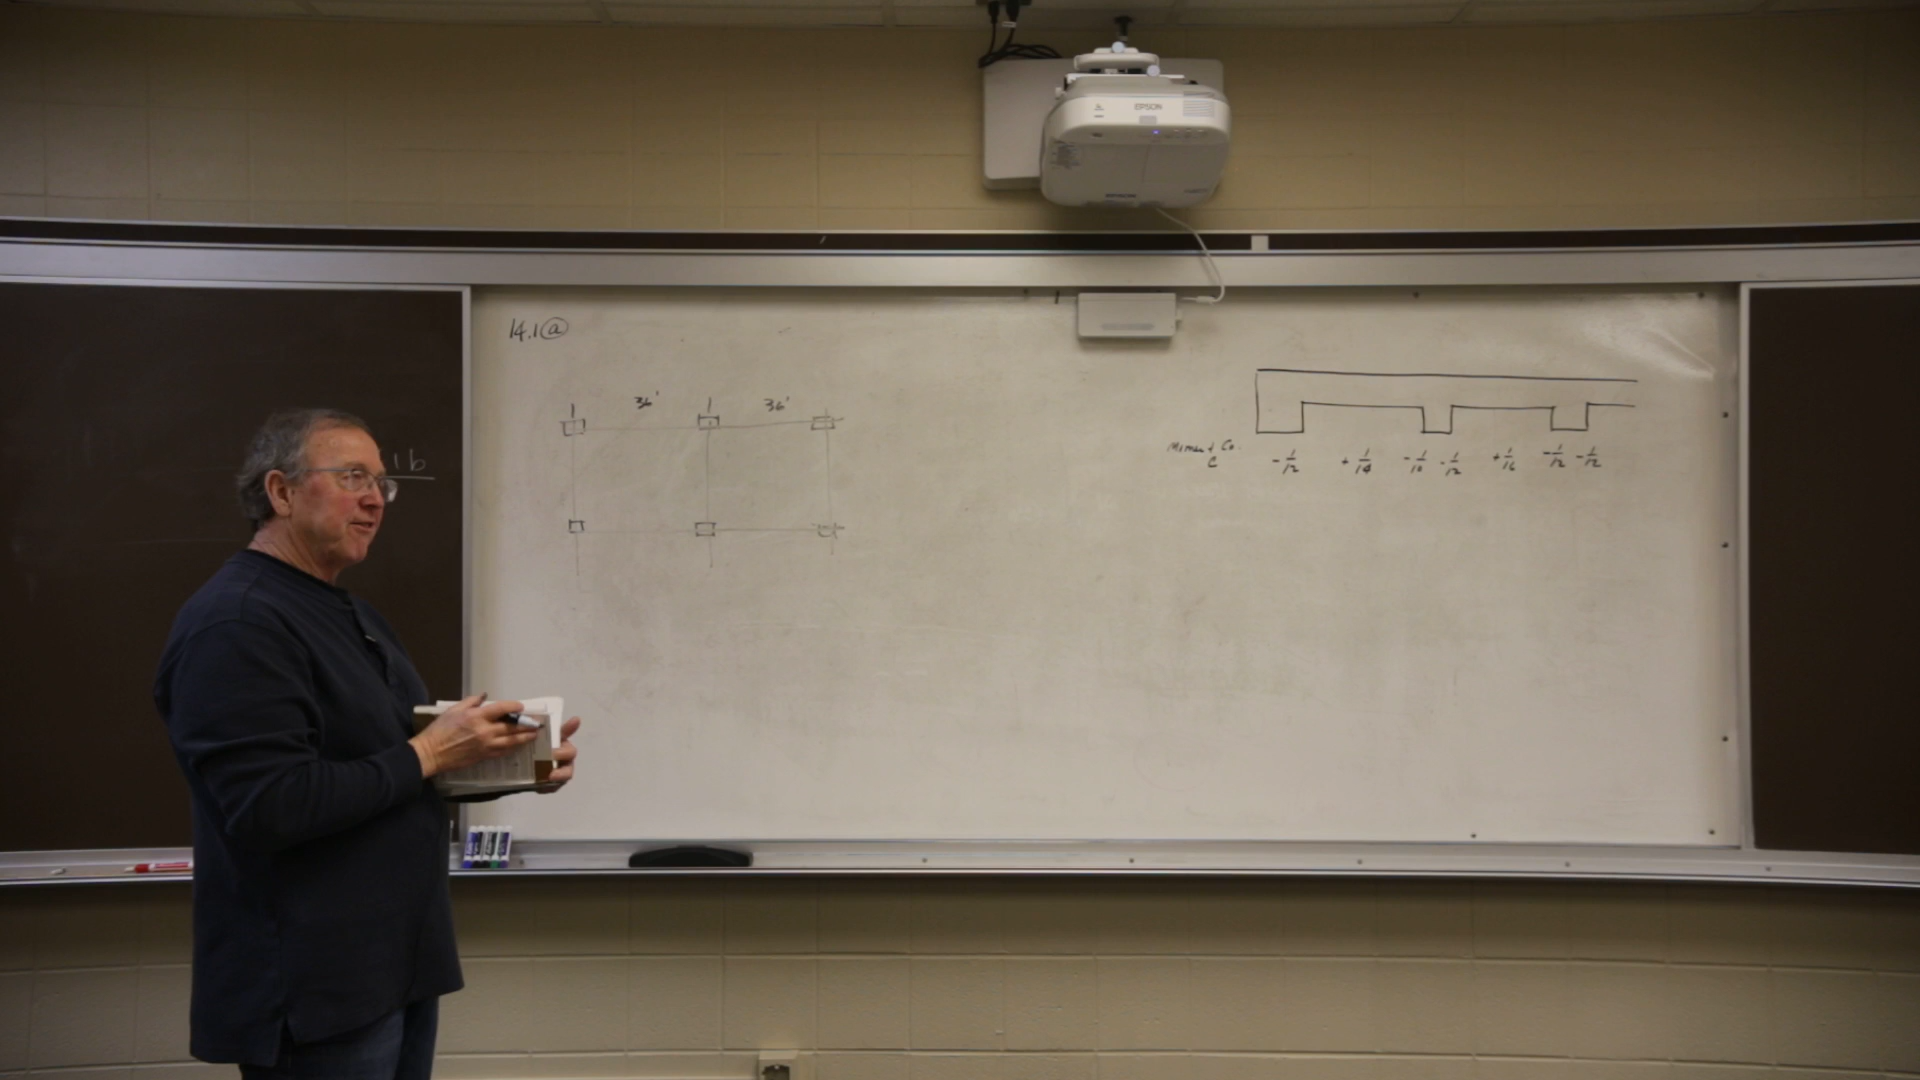 EPSON
14.1 ⓐ
36' 36'
1b
Moment Co.
C -1/12 +1/14 -1/10 -1/12 +1/16 -1/12 -1/12